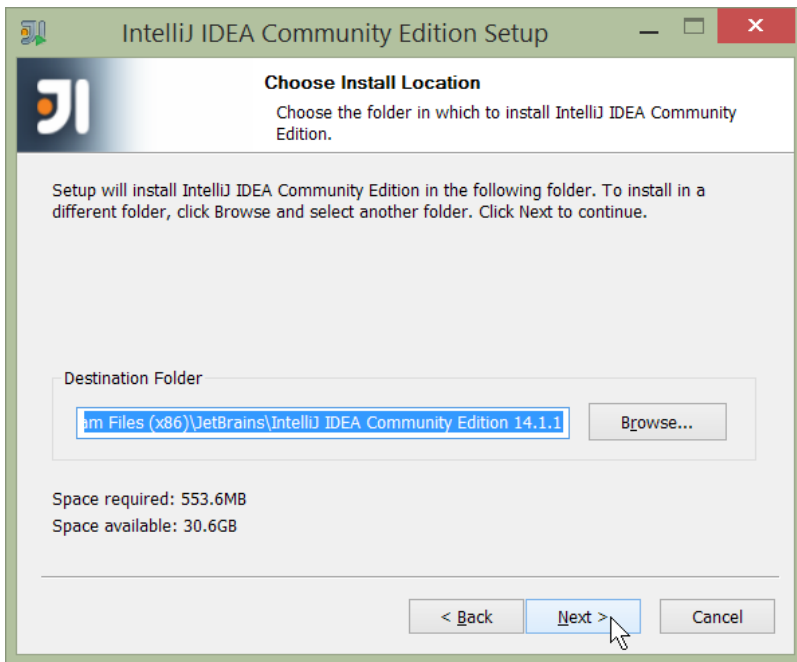 IntelliJ IDEA Community Edition Setup
Choose Install Location
Choose the folder in which to install IntelliJ IDEA Community
Edition.
Setup will install IntelliJ IDEA Community Edition in the following folder. To install in a
different folder, click Browse and select another folder. Click Next to continue.
Destination Folder
am Files (x86)\JetBrains\IntelliJ IDEA Community Edition 14.1.1
Browse...
Space required: 553.6MB
Space available: 30.6GB
< Back
Next >
Cancel